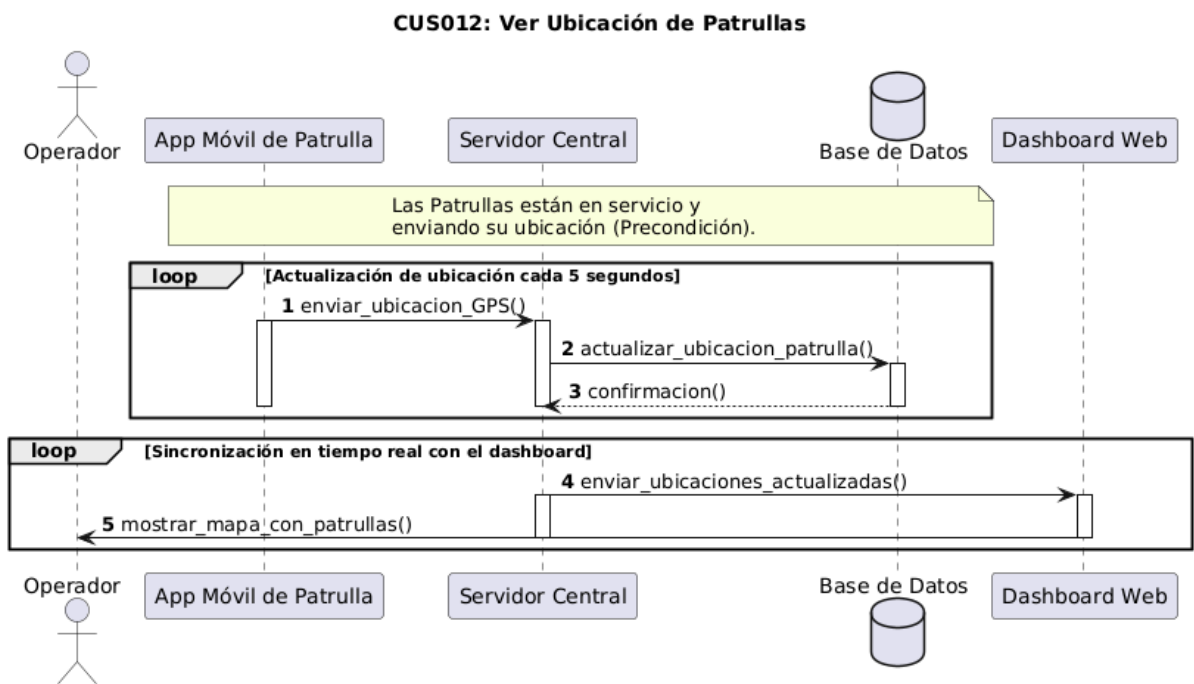 CUS012: Ver Ubicación de Patrullas
Operador
App Móvil de Patrulla
Servidor Central
Base de Datos
Dashboard Web
Las Patrullas están en servicio y
enviando su ubicación (Precondición).
loop [Actualización de ubicación cada 5 segundos]
1 enviar_ubicacion_GPS()
2 actualizar_ubicacion_patrulla()
3 confirmacion()
loop [Sincronización en tiempo real con el dashboard]
4 enviar_ubicaciones_actualizadas()
5 mostrar_mapa_con_patrullas()
Operador
App Móvil de Patrulla
Servidor Central
Base de Datos
Dashboard Web